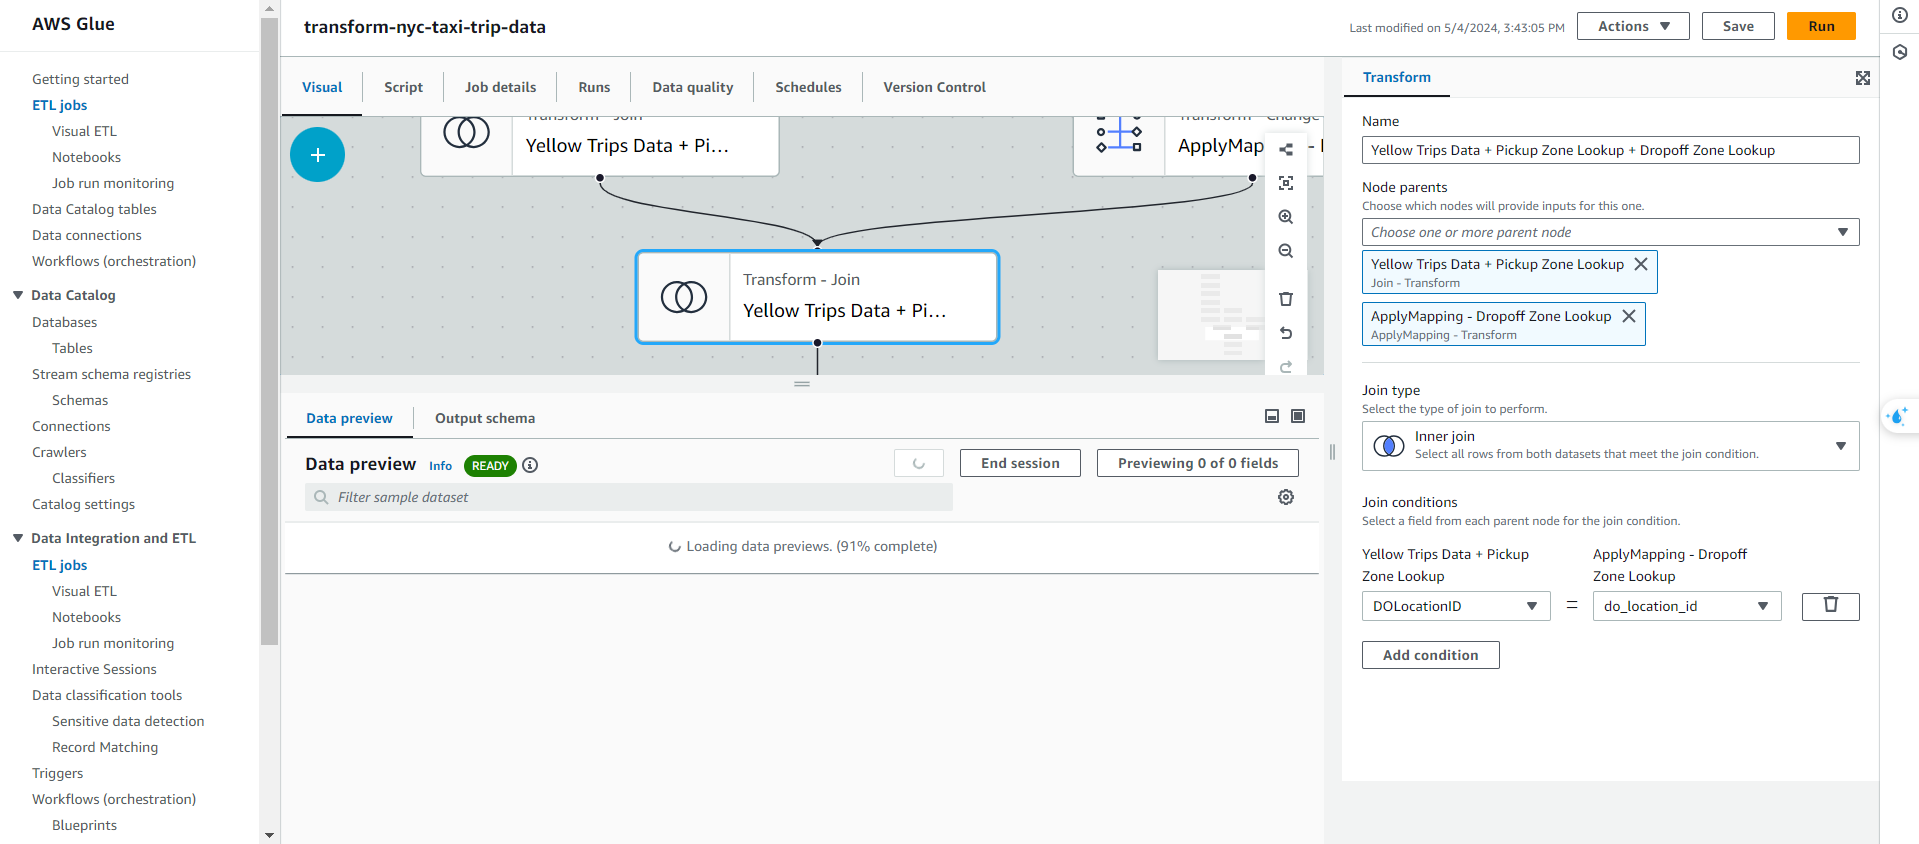 AWS Glue
Getting started
ETL jobs
Visual ETL
Notebooks
Job run monitoring
Data Catalog tables
Data connections
Workflows (orchestration)
Data Catalog
Databases
Tables
Stream schema registries
Schemas
Connections
Crawlers
Classifiers
Catalog settings
Data Integration and ETL
ETL jobs
Visual ETL
Notebooks
Job run monitoring
Interactive Sessions
Data classification tools
Sensitive data detection
Record Matching
Triggers
Workflows (orchestration)
Blueprints
transform-nyc-taxi-trip-data
Last modified on 5/4/2024, 3:43:05 PM
Actions
Save
Run
Visual
Script
Job details
Runs
Data quality
Schedules
Version Control
Transform - Join
Yellow Trips Data + Pi...
Transform - Change
ApplyMap
Transform - Join
Yellow Trips Data + Pi...
Data preview
Output schema
Data preview Info READY
End session
Previewing 0 of 0 fields
Filter sample dataset
Loading data previews. (91% complete)
Transform
Name
Yellow Trips Data + Pickup Zone Lookup + Dropoff Zone Lookup
Node parents
Choose which nodes will provide inputs for this one.
Choose one or more parent node
Yellow Trips Data + Pickup Zone Lookup
Join - Transform
ApplyMapping - Dropoff Zone Lookup
ApplyMapping - Transform
Join type
Select the type of join to perform.
Inner join
Select all rows from both datasets that meet the join condition.
Join conditions
Select a field from each parent node for the join condition.
Yellow Trips Data + Pickup
Zone Lookup
ApplyMapping - Dropoff
Zone Lookup
DOLocationID
=
do_location_id
Add condition